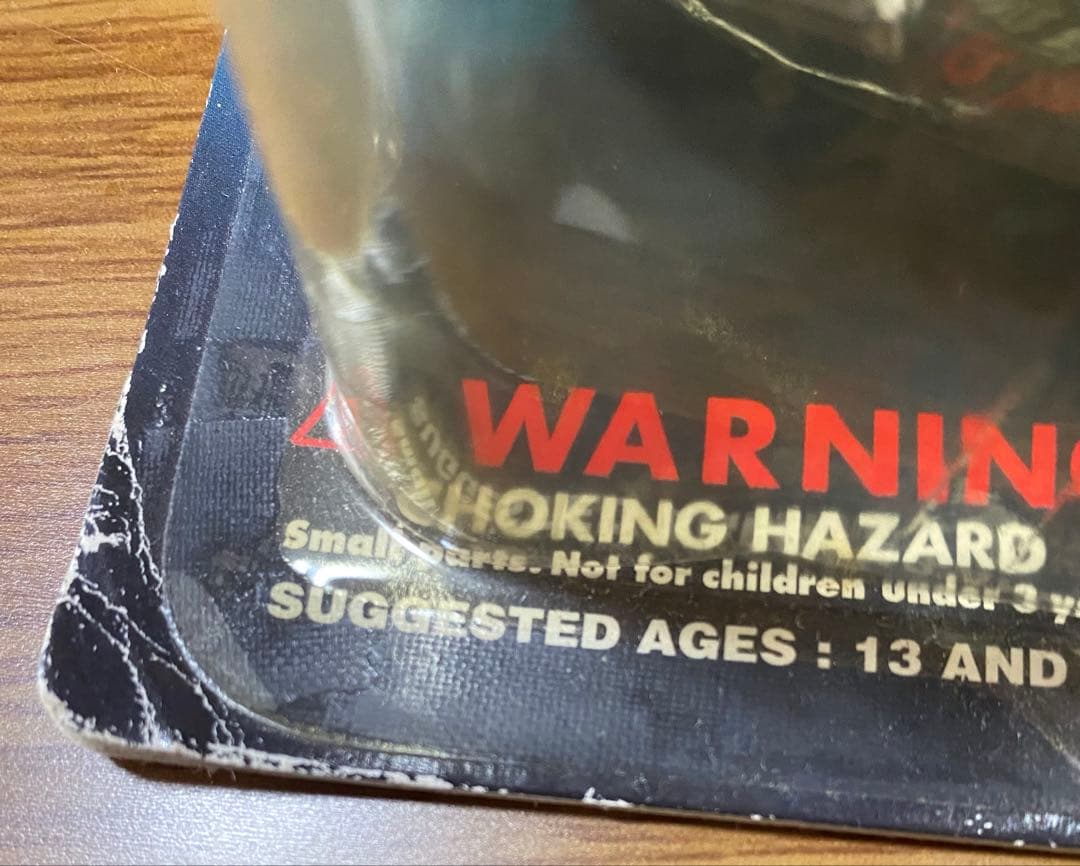 WARNIN
CHOKING HAZARD
Small parts. Not for children under 3
SUGGESTED AGES : 13 AND